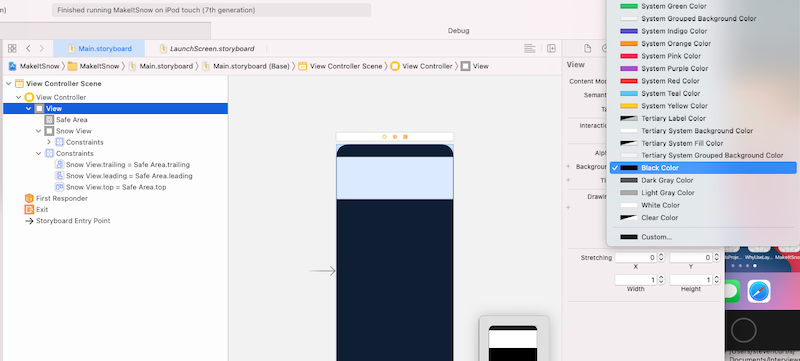 Finished running MakeItSnow on iPod touch (7th generation)
Debug
Main.storyboard
LaunchScreen.storyboard
MakeItSnow
MakeItSnow
Main.storyboard
Main.storyboard (Base)
View Controller Scene
View Controller
View
View Controller Scene
View Controller
View
Safe Area
Snow View
Constraints
Constraints
Snow View.trailing = Safe Area.trailing
Snow View.leading = Safe Area.leading
Snow View.top = Safe Area.top
First Responder
Exit
Storyboard Entry Point
View
Content Mod
Semant
Ta
Interactio
Alph
Backgroun
Ti
Drawin
Stretching 0 0
X Y
1 1
Width Height
System Green Color
System Grouped Background Color
System Indigo Color
System Orange Color
System Pink Color
System Purple Color
System Red Color
System Teal Color
System Yellow Color
Tertiary Label Color
Tertiary System Background Color
Tertiary System Fill Color
Tertiary System Grouped Background Color
Black Color
Dark Gray Color
Light Gray Color
White Color
Clear Color
Custom...
WhyUseLay...
MakeItSnow
Documents/Interview